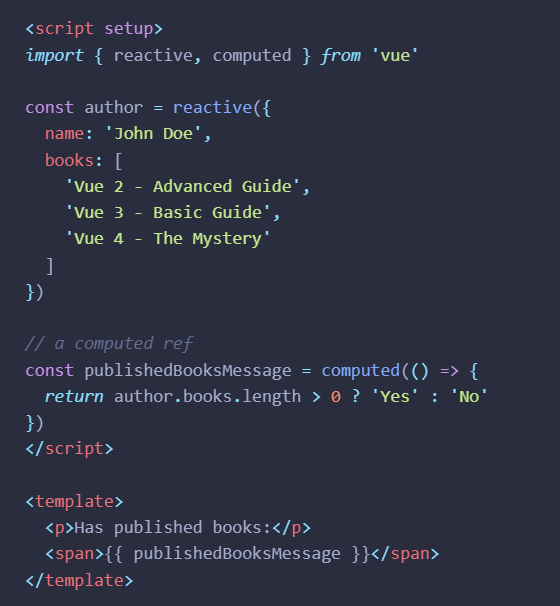 <script setup>
import { reactive, computed } from 'vue'

const author = reactive({
  name: 'John Doe',
  books: [
    'Vue 2 - Advanced Guide',
    'Vue 3 - Basic Guide',
    'Vue 4 - The Mystery'
  ]
})

// a computed ref
const publishedBooksMessage = computed(() => {
  return author.books.length > 0 ? 'Yes' : 'No'
})
</script>

<template>
  <p>Has published books:</p>
  <span>{{ publishedBooksMessage }}</span>
</template>